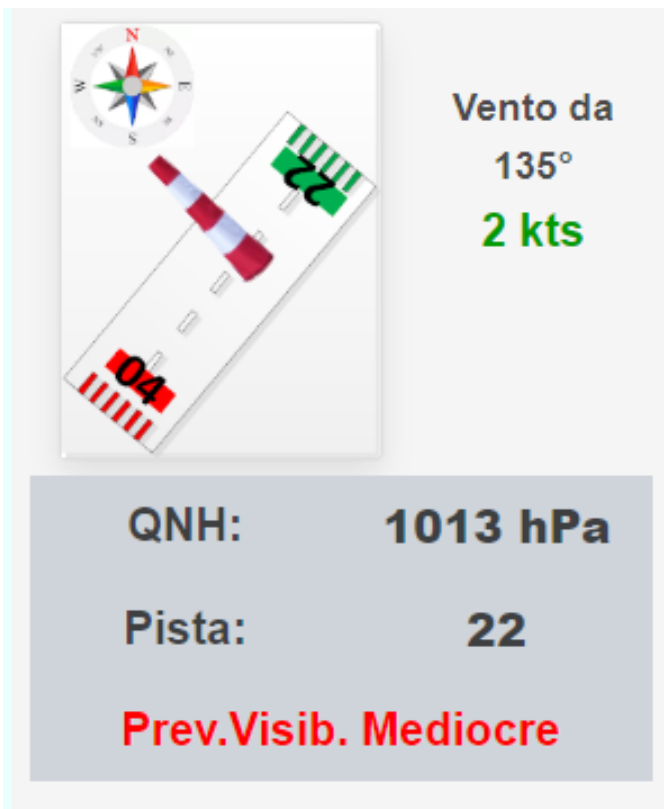 N
W
E
S
Vento da
135°
2 kts
22
04
QNH: 1013 hPa
Pista: 22
Prev.Visib. Mediocre